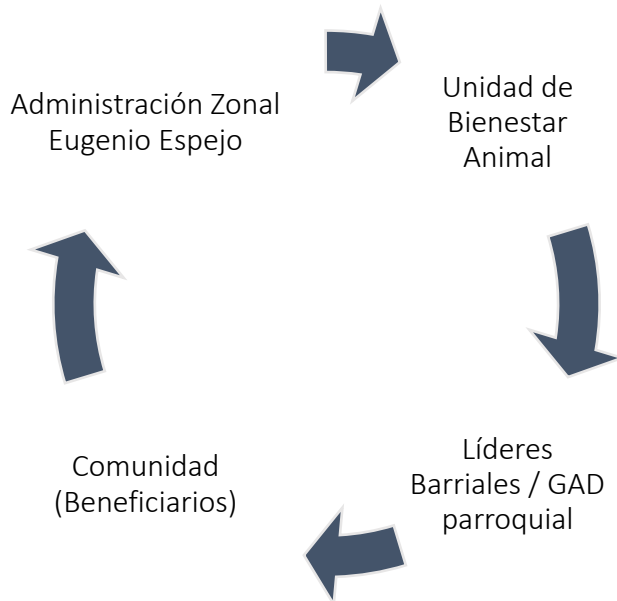 Administración Zonal
Eugenio Espejo
Unidad de
Bienestar
Animal
Líderes
Barriales / GAD
parroquial
Comunidad
(Beneficiarios)